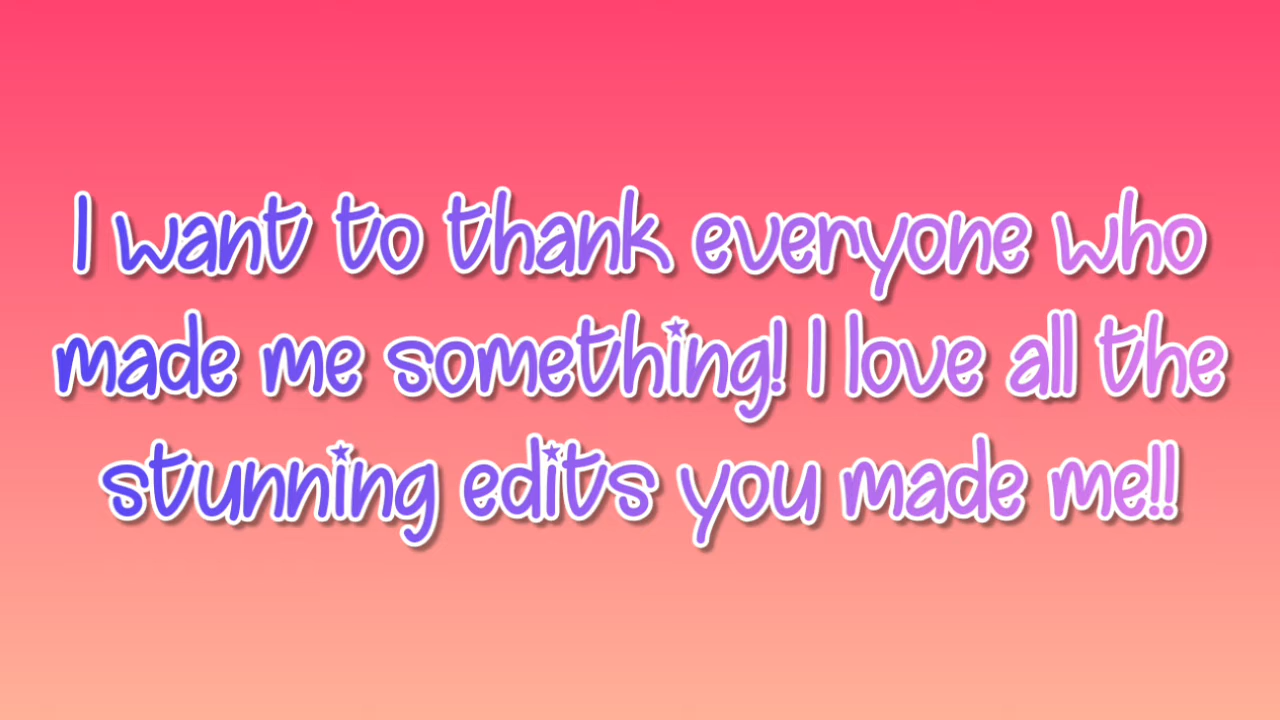 I want to thank everyone who
made me something! I love all the
stunning edits you made me!!